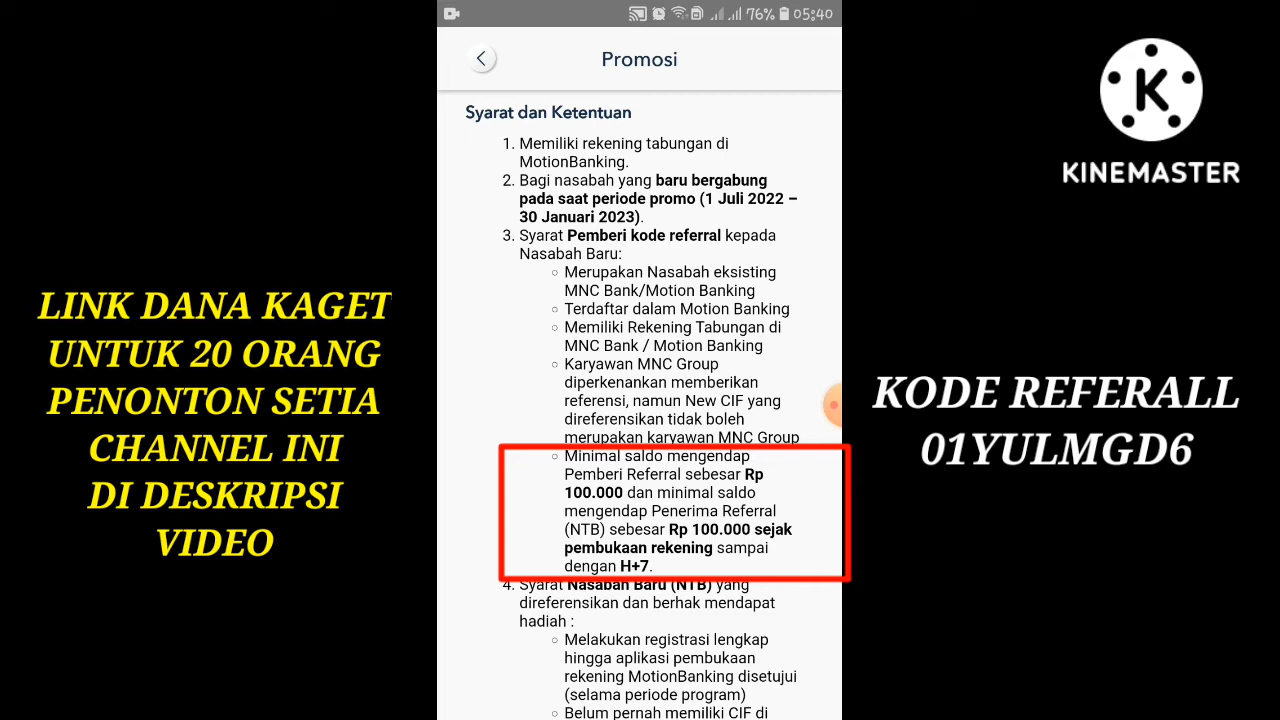 76% 05:40
Promosi
Syarat dan Ketentuan
1. Memiliki rekening tabungan di
MotionBanking.
2. Bagi nasabah yang baru bergabung
pada saat periode promo (1 Juli 2022 –
30 Januari 2023).
3. Syarat Pemberi kode referral kepada
Nasabah Baru:
○ Merupakan Nasabah eksisting
MNC Bank/Motion Banking
○ Terdaftar dalam Motion Banking
○ Memiliki Rekening Tabungan di
MNC Bank / Motion Banking
○ Karyawan MNC Group
diperkenankan memberikan
referensi, namun New CIF yang
direferensikan tidak boleh
merupakan karyawan MNC Group
○ Minimal saldo mengendap
Pemberi Referral sebesar Rp
100.000 dan minimal saldo
mengendap Penerima Referral
(NTB) sebesar Rp 100.000 sejak
pembukaan rekening sampai
dengan H+7.
4. Syarat Nasabah Baru (NTB) yang
direferensikan dan berhak mendapat
hadiah :
○ Melakukan registrasi lengkap
hingga aplikasi pembukaan
rekening MotionBanking disetujui
(selama periode program)
○ Belum pernah memiliki CIF di
LINK DANA KAGET
UNTUK 20 ORANG
PENONTON SETIA
CHANNEL INI
DI DESKRIPSI
VIDEO
K
KINEMASTER
KODE REFERALL
01YULMGD6